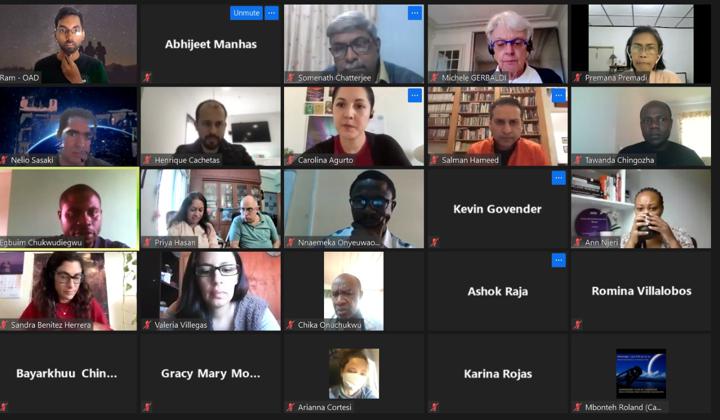 Unmute
Ram - OAD
Abhijeet Manhas
Somenath Chatterjee
Michele GERBALDI
Premana Premadi
Nelio Sasaki
Henrique Cachetas
Carolina Agurto
Salman Hameed
Tawanda Chingozha
Egbuim Chukwudiegwu
Priya Hasan
Nnaemeka Onyeuwao...
Kevin Govender
Ann Njeri
Sandra Benítez Herrera
Valeria Villegas
Chika Onuchukwu
Ashok Raja
Romina Villalobos
Bayarkhuu Chin...
Gracy Mary Mo...
Arianna Cortesi
Karina Rojas
Mbonteh Roland (Ca...